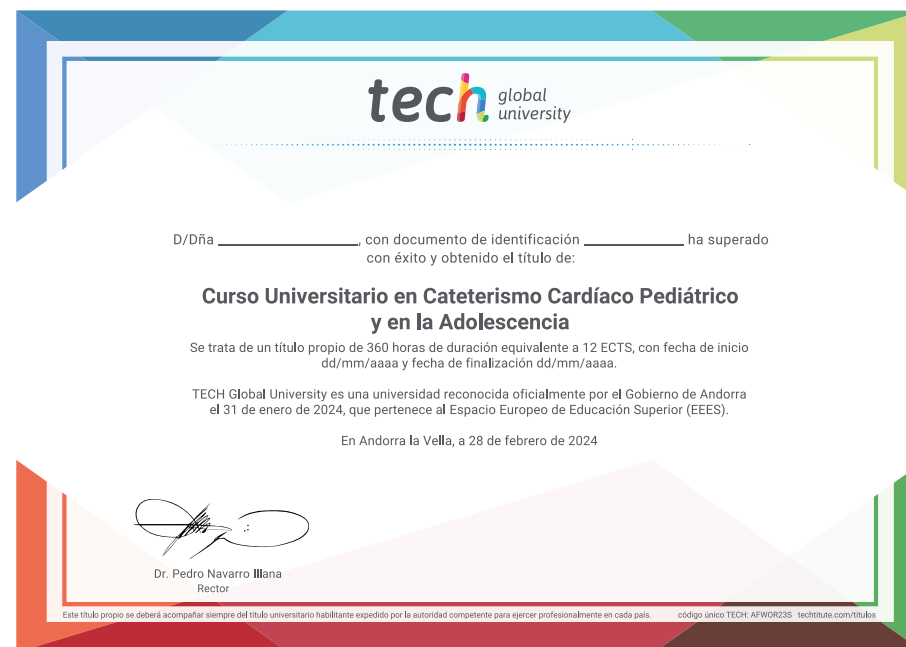 tech global university
D/Dña ____________________, con documento de identificación ______________ ha superado
con éxito y obtenido el título de:
Curso Universitario en Cateterismo Cardíaco Pediátrico
y en la Adolescencia
Se trata de un título propio de 360 horas de duración equivalente a 12 ECTS, con fecha de inicio
dd/mm/aaaa y fecha de finalización dd/mm/aaaa.
TECH Global University es una universidad reconocida oficialmente por el Gobierno de Andorra
el 31 de enero de 2024, que pertenece al Espacio Europeo de Educación Superior (EEES).
En Andorra la Vella, a 28 de febrero de 2024
Dr. Pedro Navarro Illana
Rector
Este título propio se deberá acompañar siempre del título universitario habilitante expedido por la autoridad competente para ejercer profesionalmente en cada país. código único TECH: AFWOR23S techtitute.com/titulos